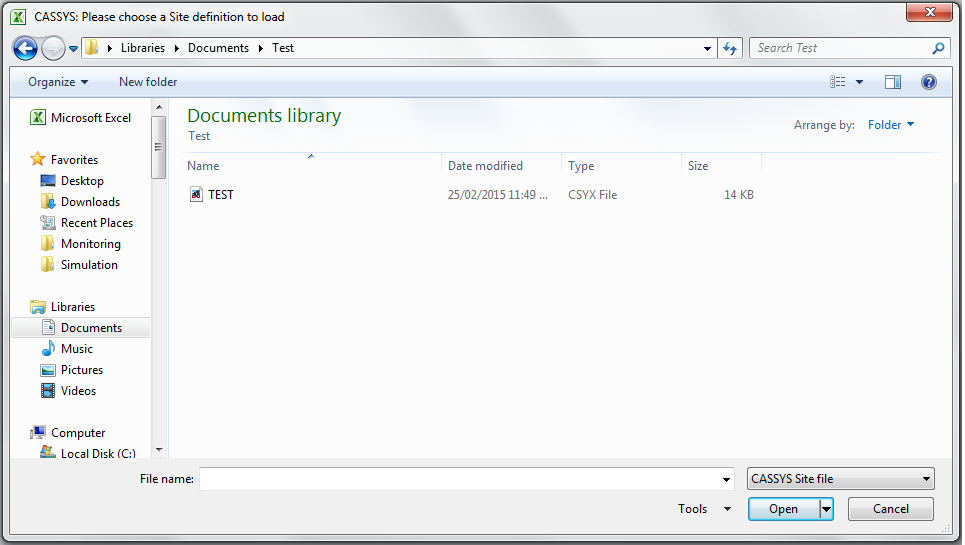 CASSYS: Please choose a Site definition to load
Libraries Documents Test
Search Test
Organize New folder
Microsoft Excel
Favorites
Desktop
Downloads
Recent Places
Monitoring
Simulation
Libraries
Documents
Music
Pictures
Videos
Computer
Local Disk (C:)
Documents library
Test
Arrange by: Folder
Name Date modified Type Size
TEST 25/02/2015 11:49 ... CSYX File 14 KB
File name: CASSYS Site file
Tools Open Cancel